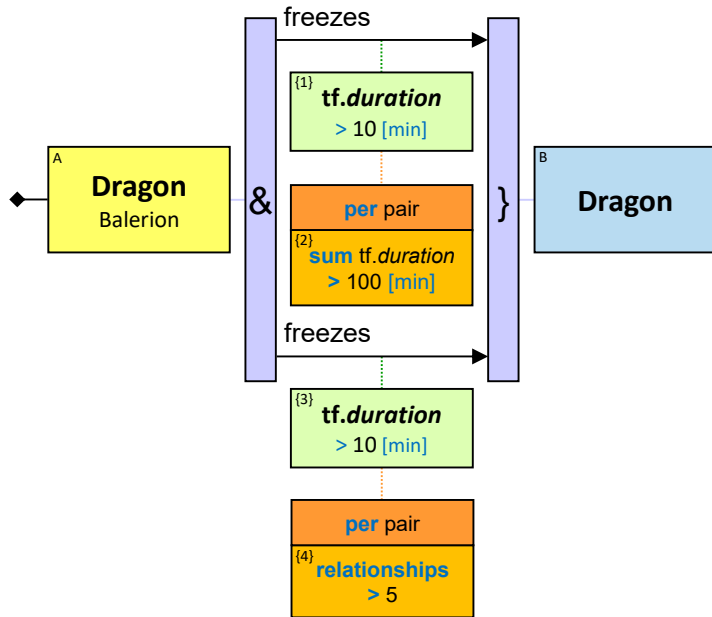 freezes
{1}
tf.duration
> 10 [min]
A
Dragon
Balerion
&
per pair
{2}
sum tf.duration
> 100 [min]
}
B
Dragon
freezes
{3}
tf.duration
> 10 [min]
per pair
{4}
relationships
> 5